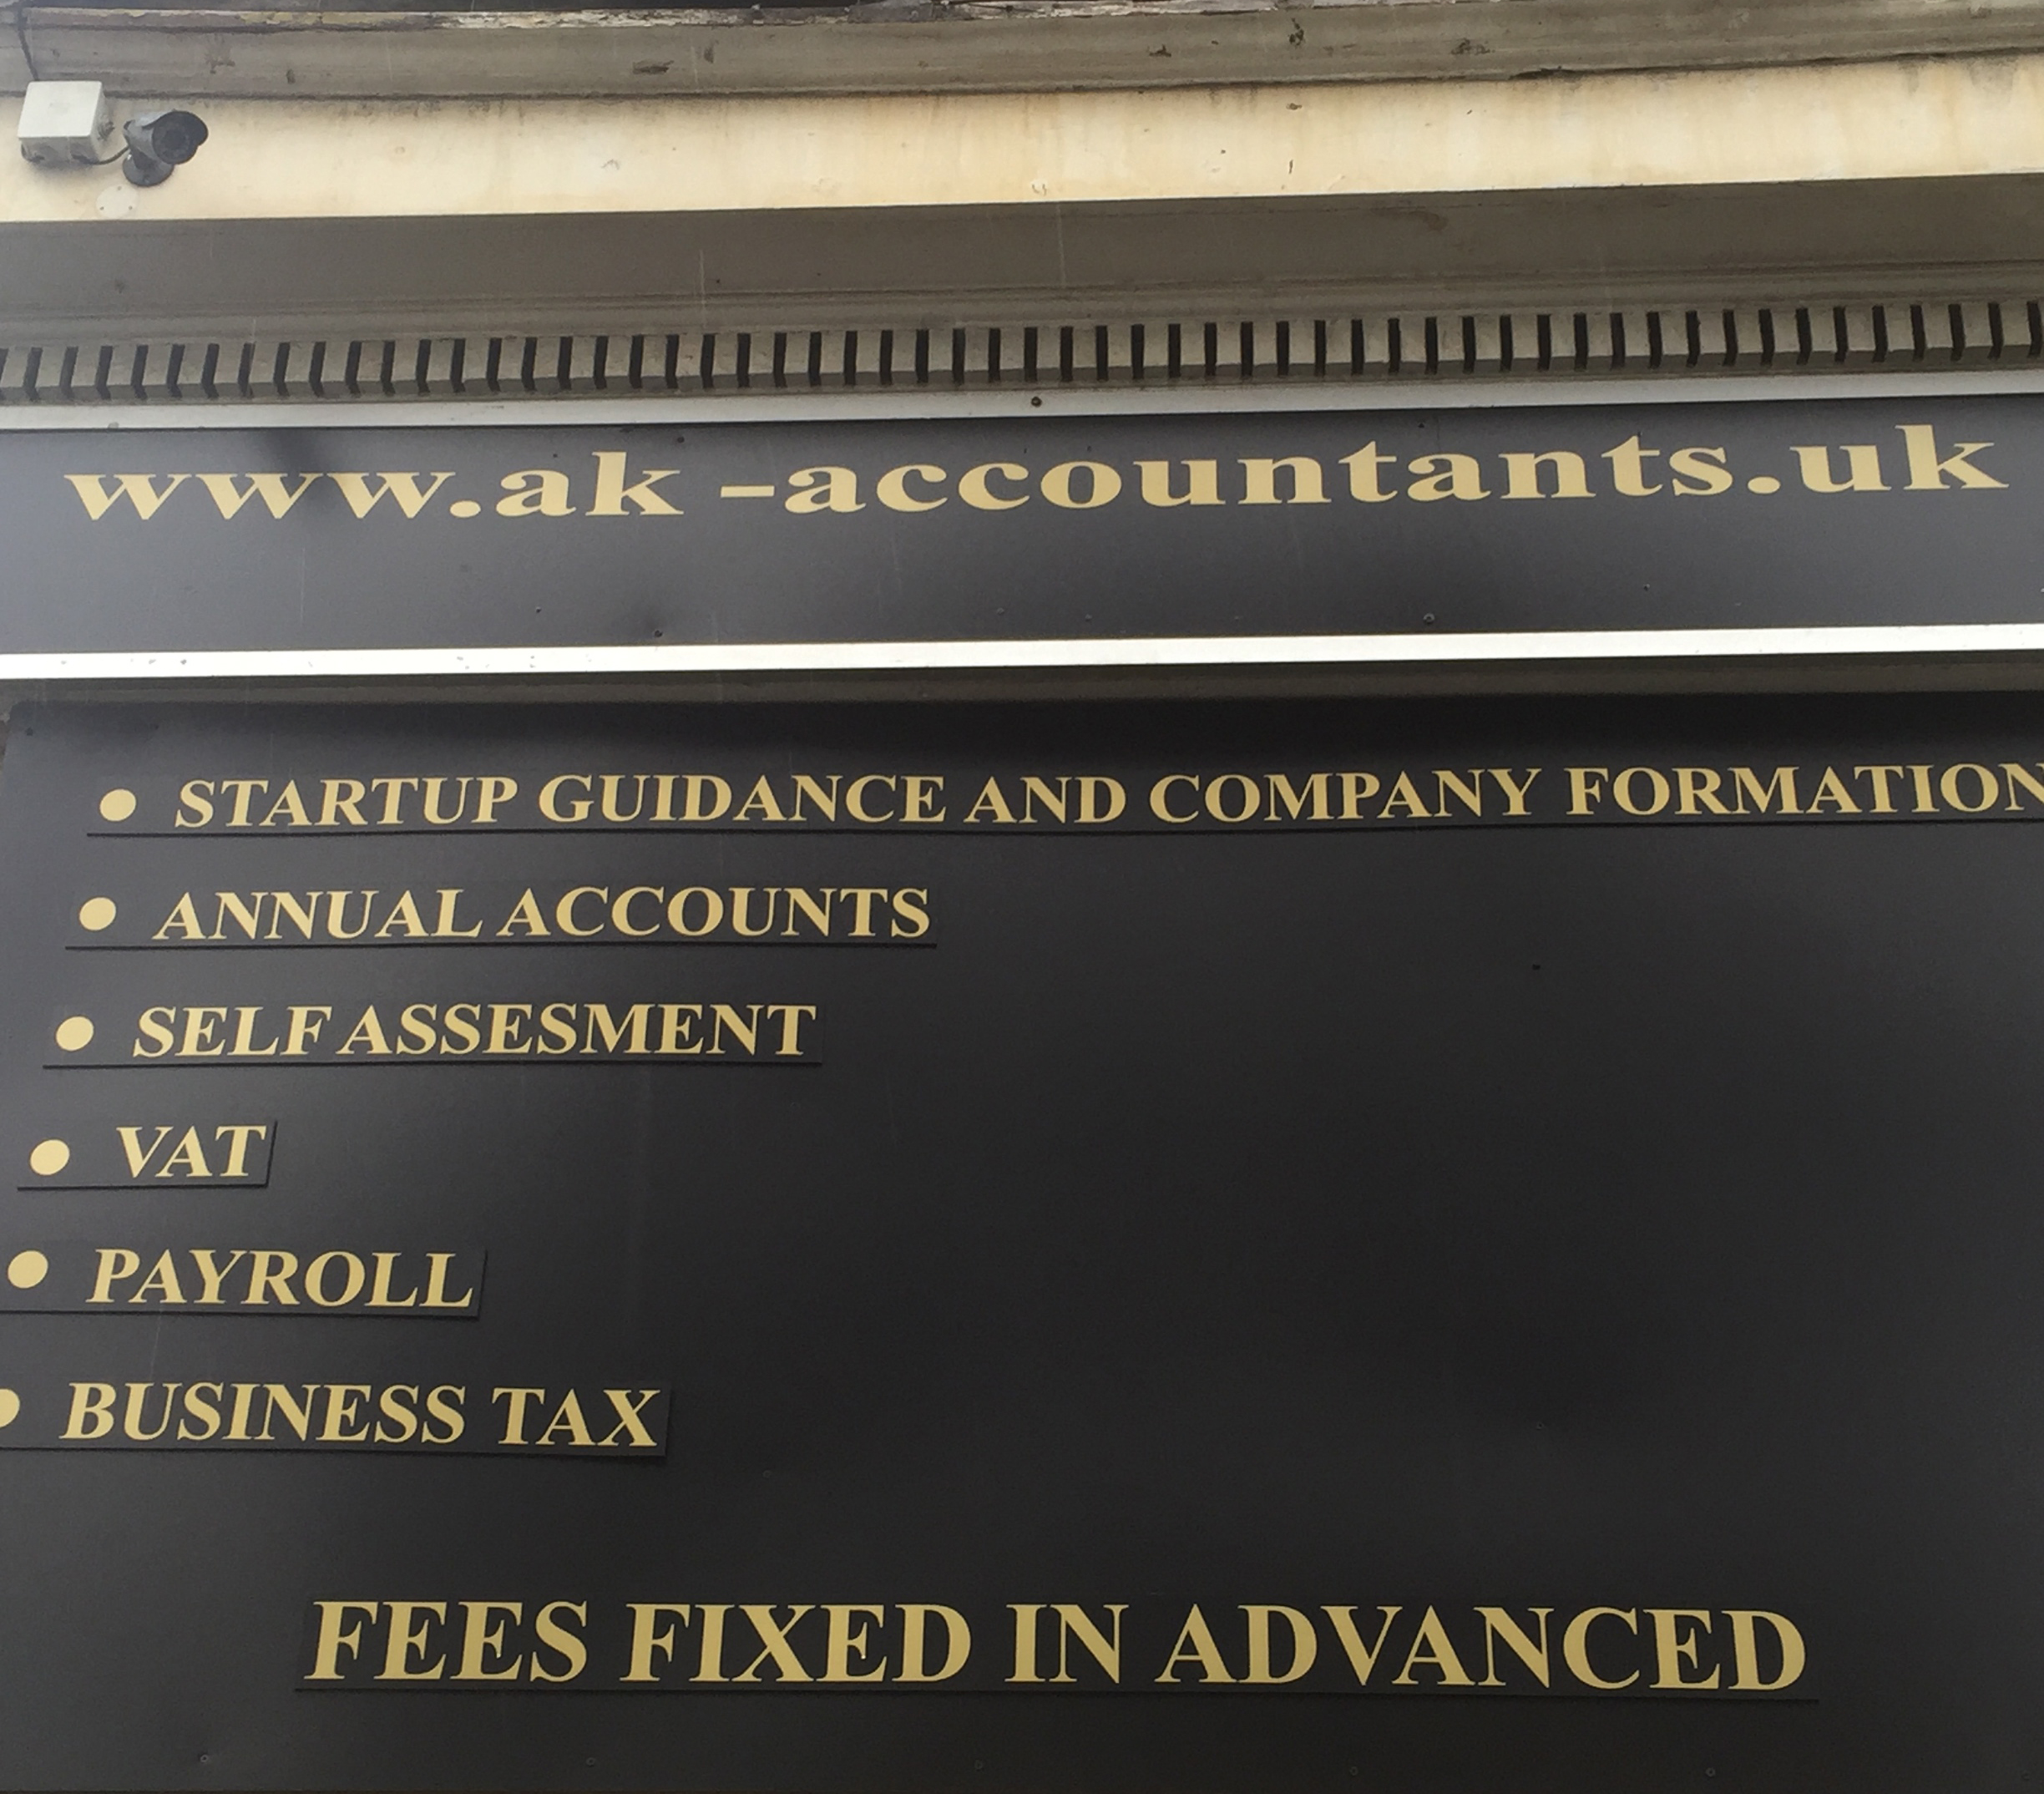 www.ak-accountants.uk
• STARTUP GUIDANCE AND COMPANY FORMATION
• ANNUAL ACCOUNTS
• SELF ASSESMENT
• VAT
• PAYROLL
• BUSINESS TAX
FEES FIXED IN ADVANCED